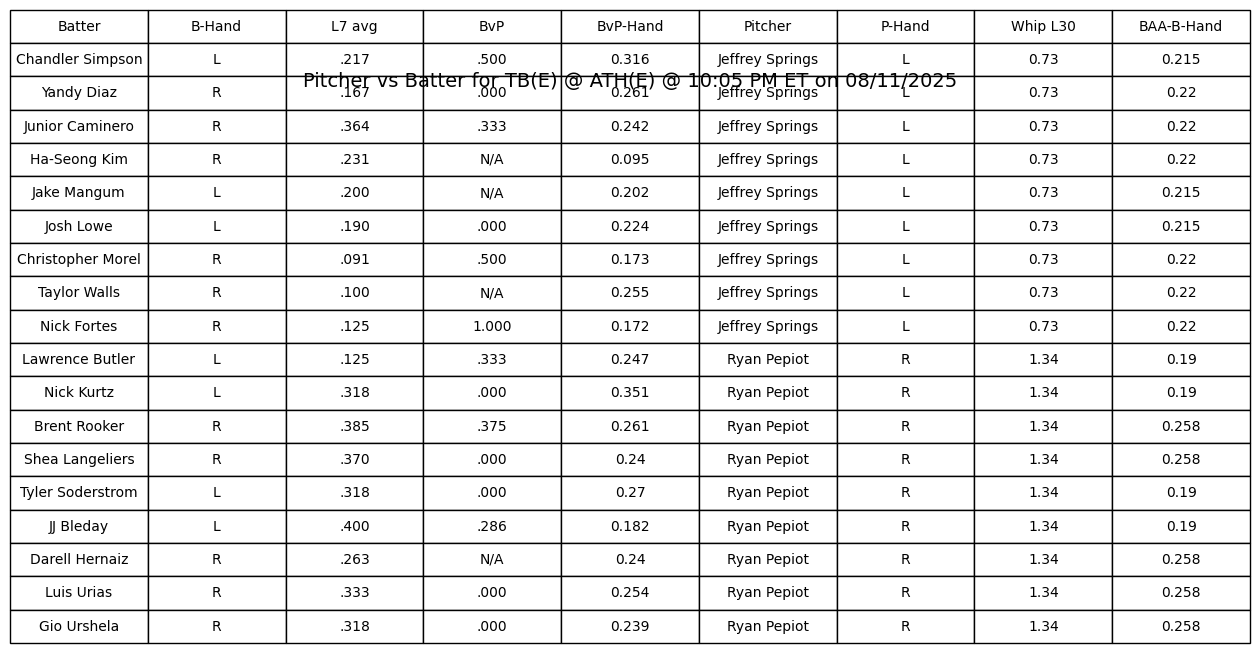 Batter B-Hand L7 avg BvP BvP-Hand Pitcher P-Hand Whip L30 BAA-B-Hand
Chandler Simpson L .217 .500 0.316 Jeffrey Springs L 0.73 0.215
Pitcher vs Batter for TB(E) @ ATH(E) @ 10:05 PM ET on 08/11/2025
Yandy Diaz R .167 .000 0.261 Jeffrey Springs L 0.73 0.22
Junior Caminero R .364 .333 0.242 Jeffrey Springs L 0.73 0.22
Ha-Seong Kim R .231 N/A 0.095 Jeffrey Springs L 0.73 0.22
Jake Mangum L .200 N/A 0.202 Jeffrey Springs L 0.73 0.215
Josh Lowe L .190 .000 0.224 Jeffrey Springs L 0.73 0.215
Christopher Morel R .091 .500 0.173 Jeffrey Springs L 0.73 0.22
Taylor Walls R .100 N/A 0.255 Jeffrey Springs L 0.73 0.22
Nick Fortes R .125 1.000 0.172 Jeffrey Springs L 0.73 0.22
Lawrence Butler L .125 .333 0.247 Ryan Pepiot R 1.34 0.19
Nick Kurtz L .318 .000 0.351 Ryan Pepiot R 1.34 0.19
Brent Rooker R .385 .375 0.261 Ryan Pepiot R 1.34 0.258
Shea Langeliers R .370 .000 0.24 Ryan Pepiot R 1.34 0.258
Tyler Soderstrom L .318 .000 0.27 Ryan Pepiot R 1.34 0.19
JJ Bleday L .400 .286 0.182 Ryan Pepiot R 1.34 0.19
Darell Hernaiz R .263 N/A 0.24 Ryan Pepiot R 1.34 0.258
Luis Urias R .333 .000 0.254 Ryan Pepiot R 1.34 0.258
Gio Urshela R .318 .000 0.239 Ryan Pepiot R 1.34 0.258